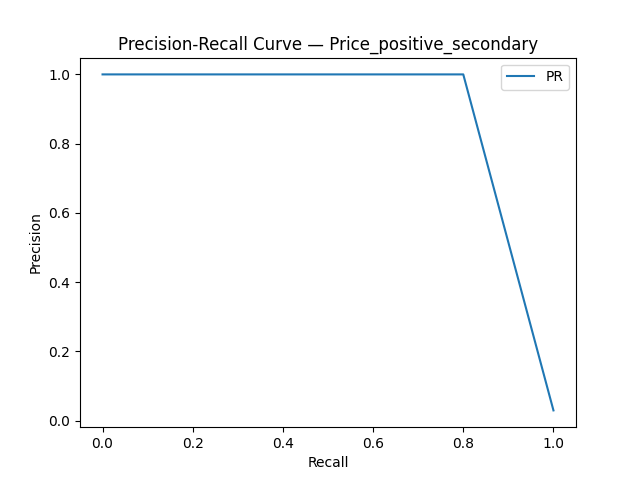 Precision-Recall Curve — Price_positive_secondary
PR
1.0
0.8
0.6
0.4
0.2
0.0
Precision
0.0 0.2 0.4 0.6 0.8 1.0
Recall